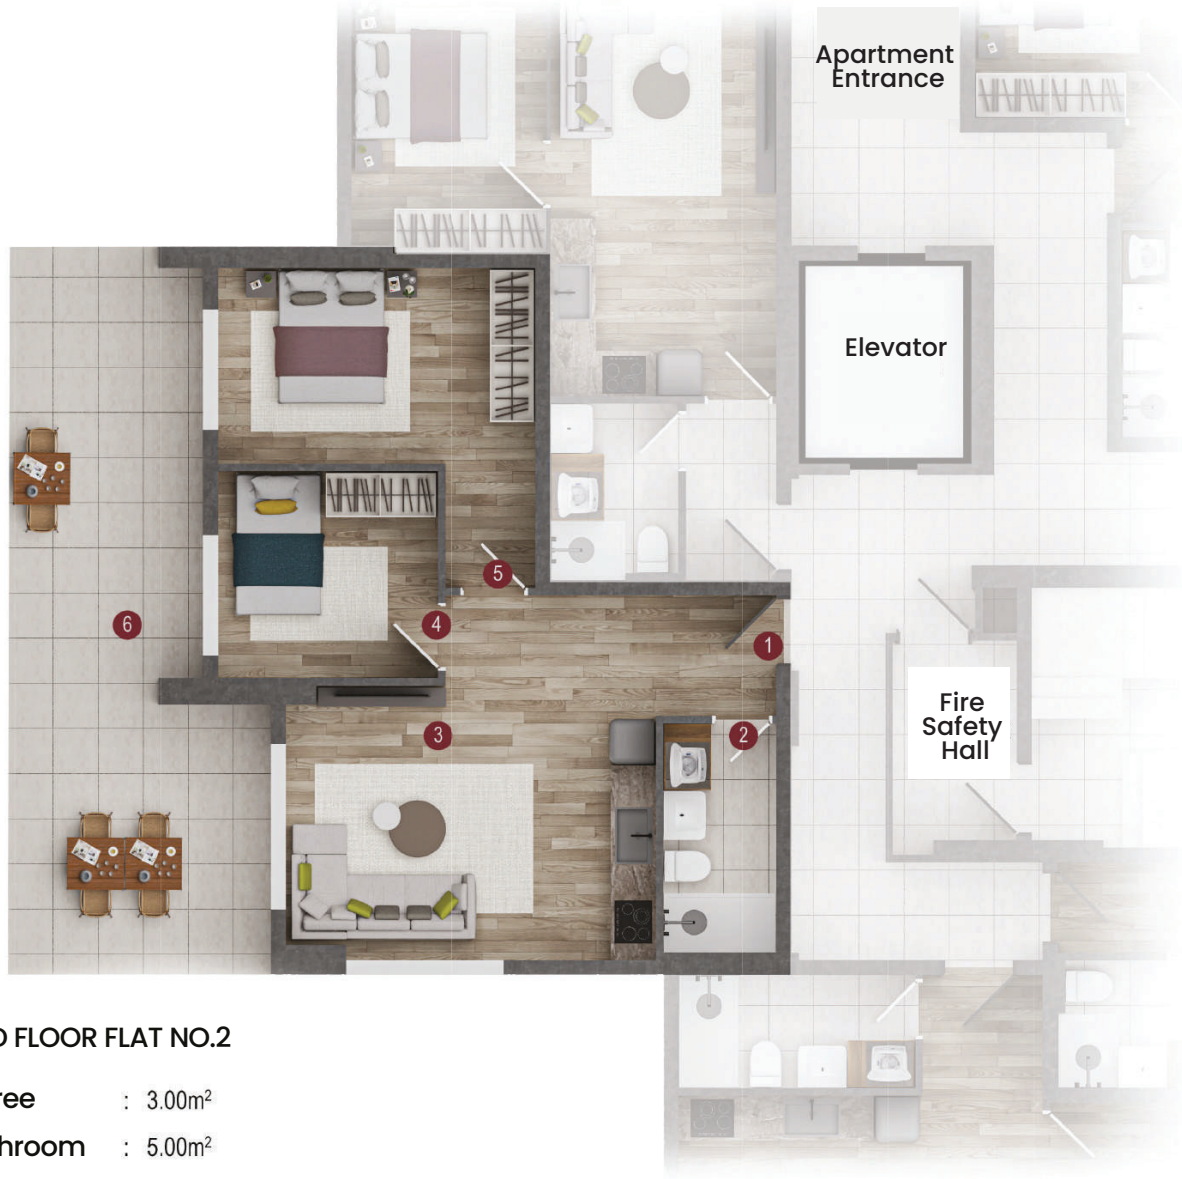 Apartment
Entrance
Elevator
5
4
6
1
Fire
Safety
Hall
3
2
FLOOR FLAT NO.2
: 3.00m²
: 5.00m²